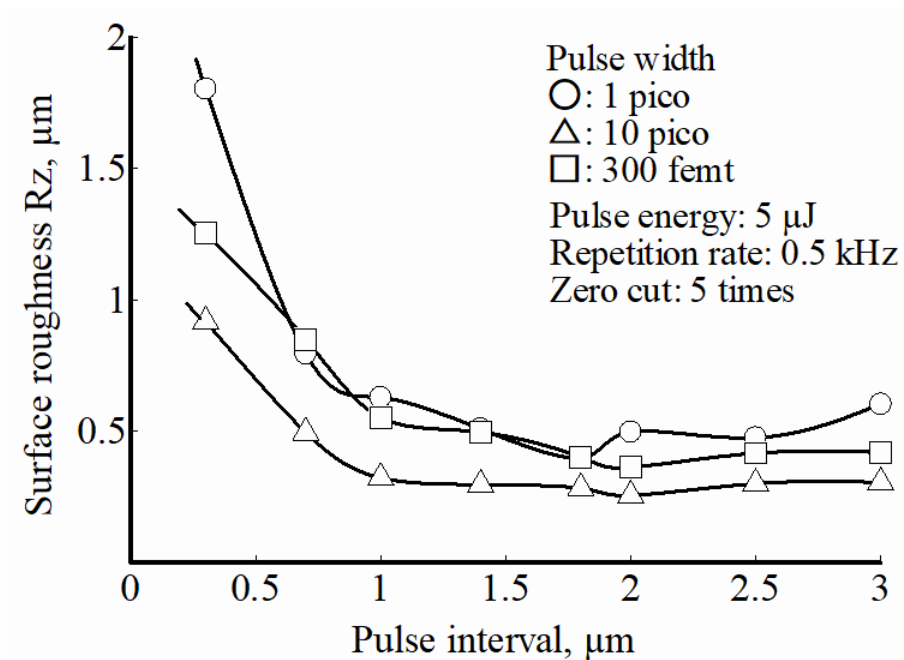 2
Pulse width
○: 1 pico
△: 10 pico
□: 300 femt
1.5
Pulse energy: 5 μJ
Repetition rate: 0.5 kHz
Zero cut: 5 times
1
0.5
Surface roughness Rz, μm
0 0.5 1 1.5 2 2.5 3
Pulse interval, μm